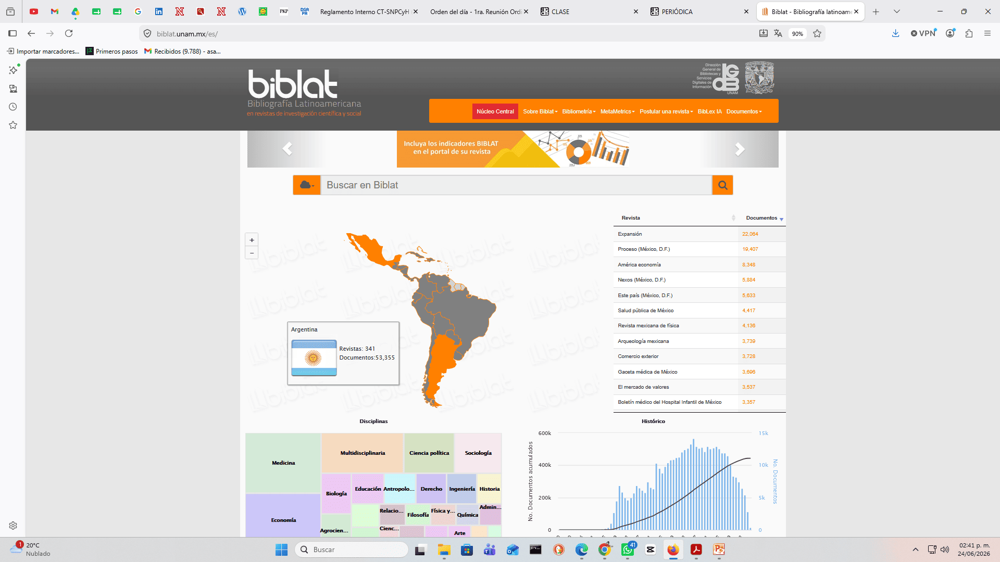 Reglamento Interno CT-SNPCyH
Orden del día - 1ra. Reunión Ordi
CLASE
PERIÓDICA
Biblat - Bibliografía latinoame
biblat.unam.mx/es/
90%
VPN
Importar marcadores...
Primeros pasos
Recibidos (9.788) - asa...
biblat
Bibliografía Latinoamericana
en revistas de investigación científica y social
Dirección
General de
Bibliotecas y
Servicios
Digitales de
Información
UNAM
Núcleo Central
Sobre Biblat
Bibliometría
MetaMetrics
Postular una revista
BibLex IA
Documentos
Incluya los indicadores BIBLAT
en el portal de su revista
Buscar en Biblat
Revista
Documentos
Expansión
22,064
Proceso (México, D.F.)
19,407
América economía
8,348
Nexos (México, D.F.)
5,884
Este país (México, D.F.)
5,633
Salud pública de México
4,417
Revista mexicana de física
4,136
Arqueología mexicana
3,739
Comercio exterior
3,728
Gaceta médica de México
3,696
El mercado de valores
3,537
Boletín médico del Hospital Infantil de México
3,357
+
−
Argentina
Revistas: 341
Documentos:53,355
Disciplinas
Medicina
Multidisciplinaria
Ciencia política
Sociología
Biología
Educación
Antropolo...
Derecho
Ingeniería
Historia
Economía
Relacio...
Filosofía
Física y...
Química
Admin...
Agrocien...
Cienc...
Arte
Histórico
No. Documentos acumulados
600k
400k
200k
0
15k
10k
5k
0
No. Documentos
1
20°C
Nublado
Buscar
41
02:41 p. m.
24/06/2026